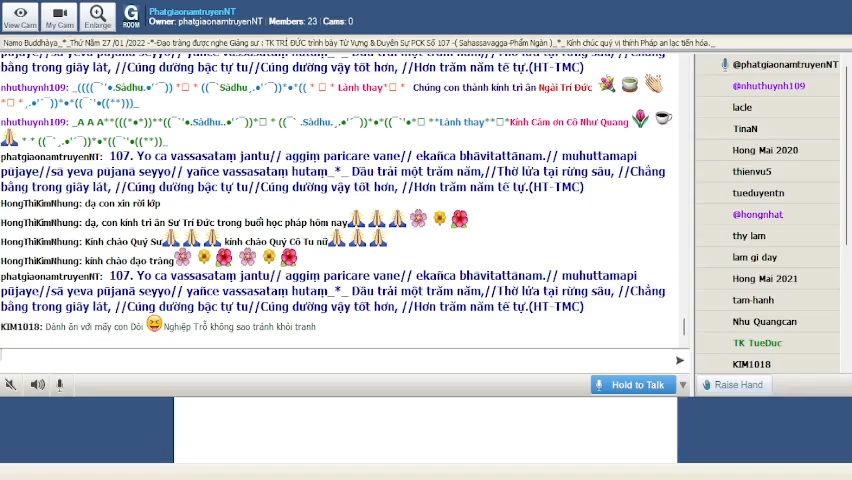 PhatgiaonamtruyenNT
Owner: phatgiaonamtruyenNT | Members: 23 | Cams: 0
View Cam
My Cam
Enlarge
G
ROOM
Namo Buddhàya_*_Thứ Năm 27 /01 /2022 -*-Đạo tràng được nghe Giảng sư : TK TRÍ ĐỨC trình bày Từ Vựng & Duyên Sự PCK Số 107 -( Sahassavagga-Phẩm Ngàn )_*_ Kính chúc quý vị thính Pháp an lạc tiến hóa._
bằng trong giây lát, //Cúng dường bậc tự tu//Cúng dường vậy tốt hơn, //Hơn trăm năm tế tự.(HT-TMC)
nhuthuynh109: _((((¯`'•.Sàdhu.•'´¯)) *□ * ((¯`Sàdhu¸.•'´¯))*•*(( * □ * Lành thay*□ * Chúng con thành kính tri ân Ngài Trí Đức
*□ *¸.•'´¯))*•*((¯`'•((**)))_
nhuthuynh109: _A A A**(((*•*))**((¯`'•.Sàdhu..•'´¯)*□ * ((¯` .Sàdhu¸.•'´¯))*•*((¯`'•□ **Lành thay**□*Kính Cám ơn Cô Như Quang
* * ((¯`¸.•'´¯))*•*((¯`'•((**))_
phatgiaonamtruyenNT: 107. Yo ca vassasataṃ jantu// aggiṃ paricare vane// ekañca bhāvitattānaṃ.// muhuttamapi
pūjaye//sā yeva pūjanā seyyo// yañce vassasataṃ hutaṃ_*_ Dầu trải một trăm năm,//Thờ lửa tại rừng sâu, //Chẳng
bằng trong giây lát, //Cúng dường bậc tự tu//Cúng dường vậy tốt hơn, //Hơn trăm năm tế tự.(HT-TMC)
HongThiKimNhung: dạ con xin rời lớp
HongThiKimNhung: dạ, con kính tri ân Sư Trí Đức trong buổi học pháp hôm nay
HongThiKimNhung: Kính chào Quý Sư kính chào Quý Cô Tu nữ
HongThiKimNhung: kính chào đạo tràng
phatgiaonamtruyenNT: 107. Yo ca vassasataṃ jantu// aggiṃ paricare vane// ekañca bhāvitattānaṃ.// muhuttamapi
pūjaye//sā yeva pūjanā seyyo// yañce vassasataṃ hutaṃ_*_ Dầu trải một trăm năm,//Thờ lửa tại rừng sâu, //Chẳng
bằng trong giây lát, //Cúng dường bậc tự tu//Cúng dường vậy tốt hơn, //Hơn trăm năm tế tự.(HT-TMC)
KIM1018: Dành ăn với mấy con Dòi Nghiệp Trỗ không sao tránh khỏi tranh
Hold to Talk
@phatgiaonamtruyenNT
@nhuthuynh109
lacle
TinaN
Hong Mai 2020
thienvu5
tueduyentn
@hongnhat
thy lam
lam gi day
Hong Mai 2021
tam-hanh
Nhu Quangcan
TK TueDuc
KIM1018
Raise Hand